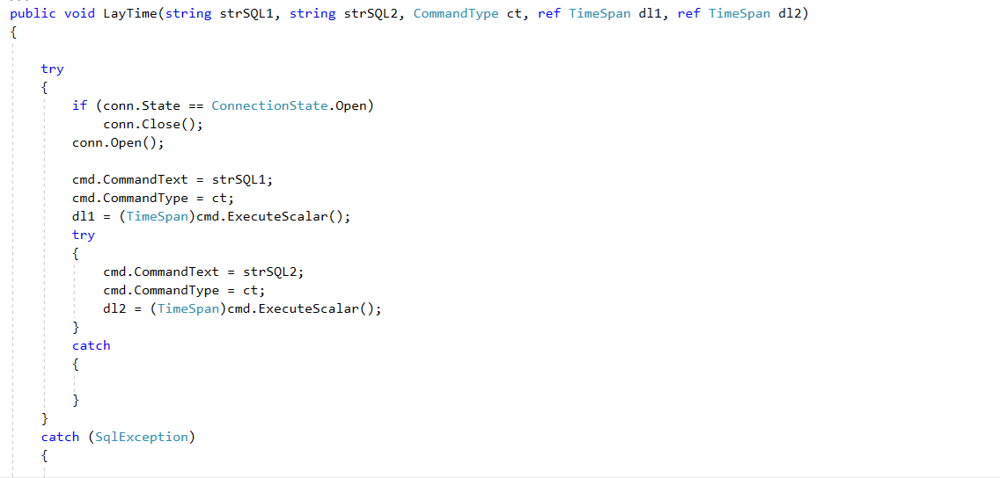 public void LayTime(string strSQL1, string strSQL2, CommandType ct, ref TimeSpan dl1, ref TimeSpan dl2)
{
try
{
if (conn.State == ConnectionState.Open)
conn.Close();
conn.Open();
cmd.CommandText = strSQL1;
cmd.CommandType = ct;
dl1 = (TimeSpan)cmd.ExecuteScalar();
try
{
cmd.CommandText = strSQL2;
cmd.CommandType = ct;
dl2 = (TimeSpan)cmd.ExecuteScalar();
}
catch
{
}
}
catch (SqlException)
{